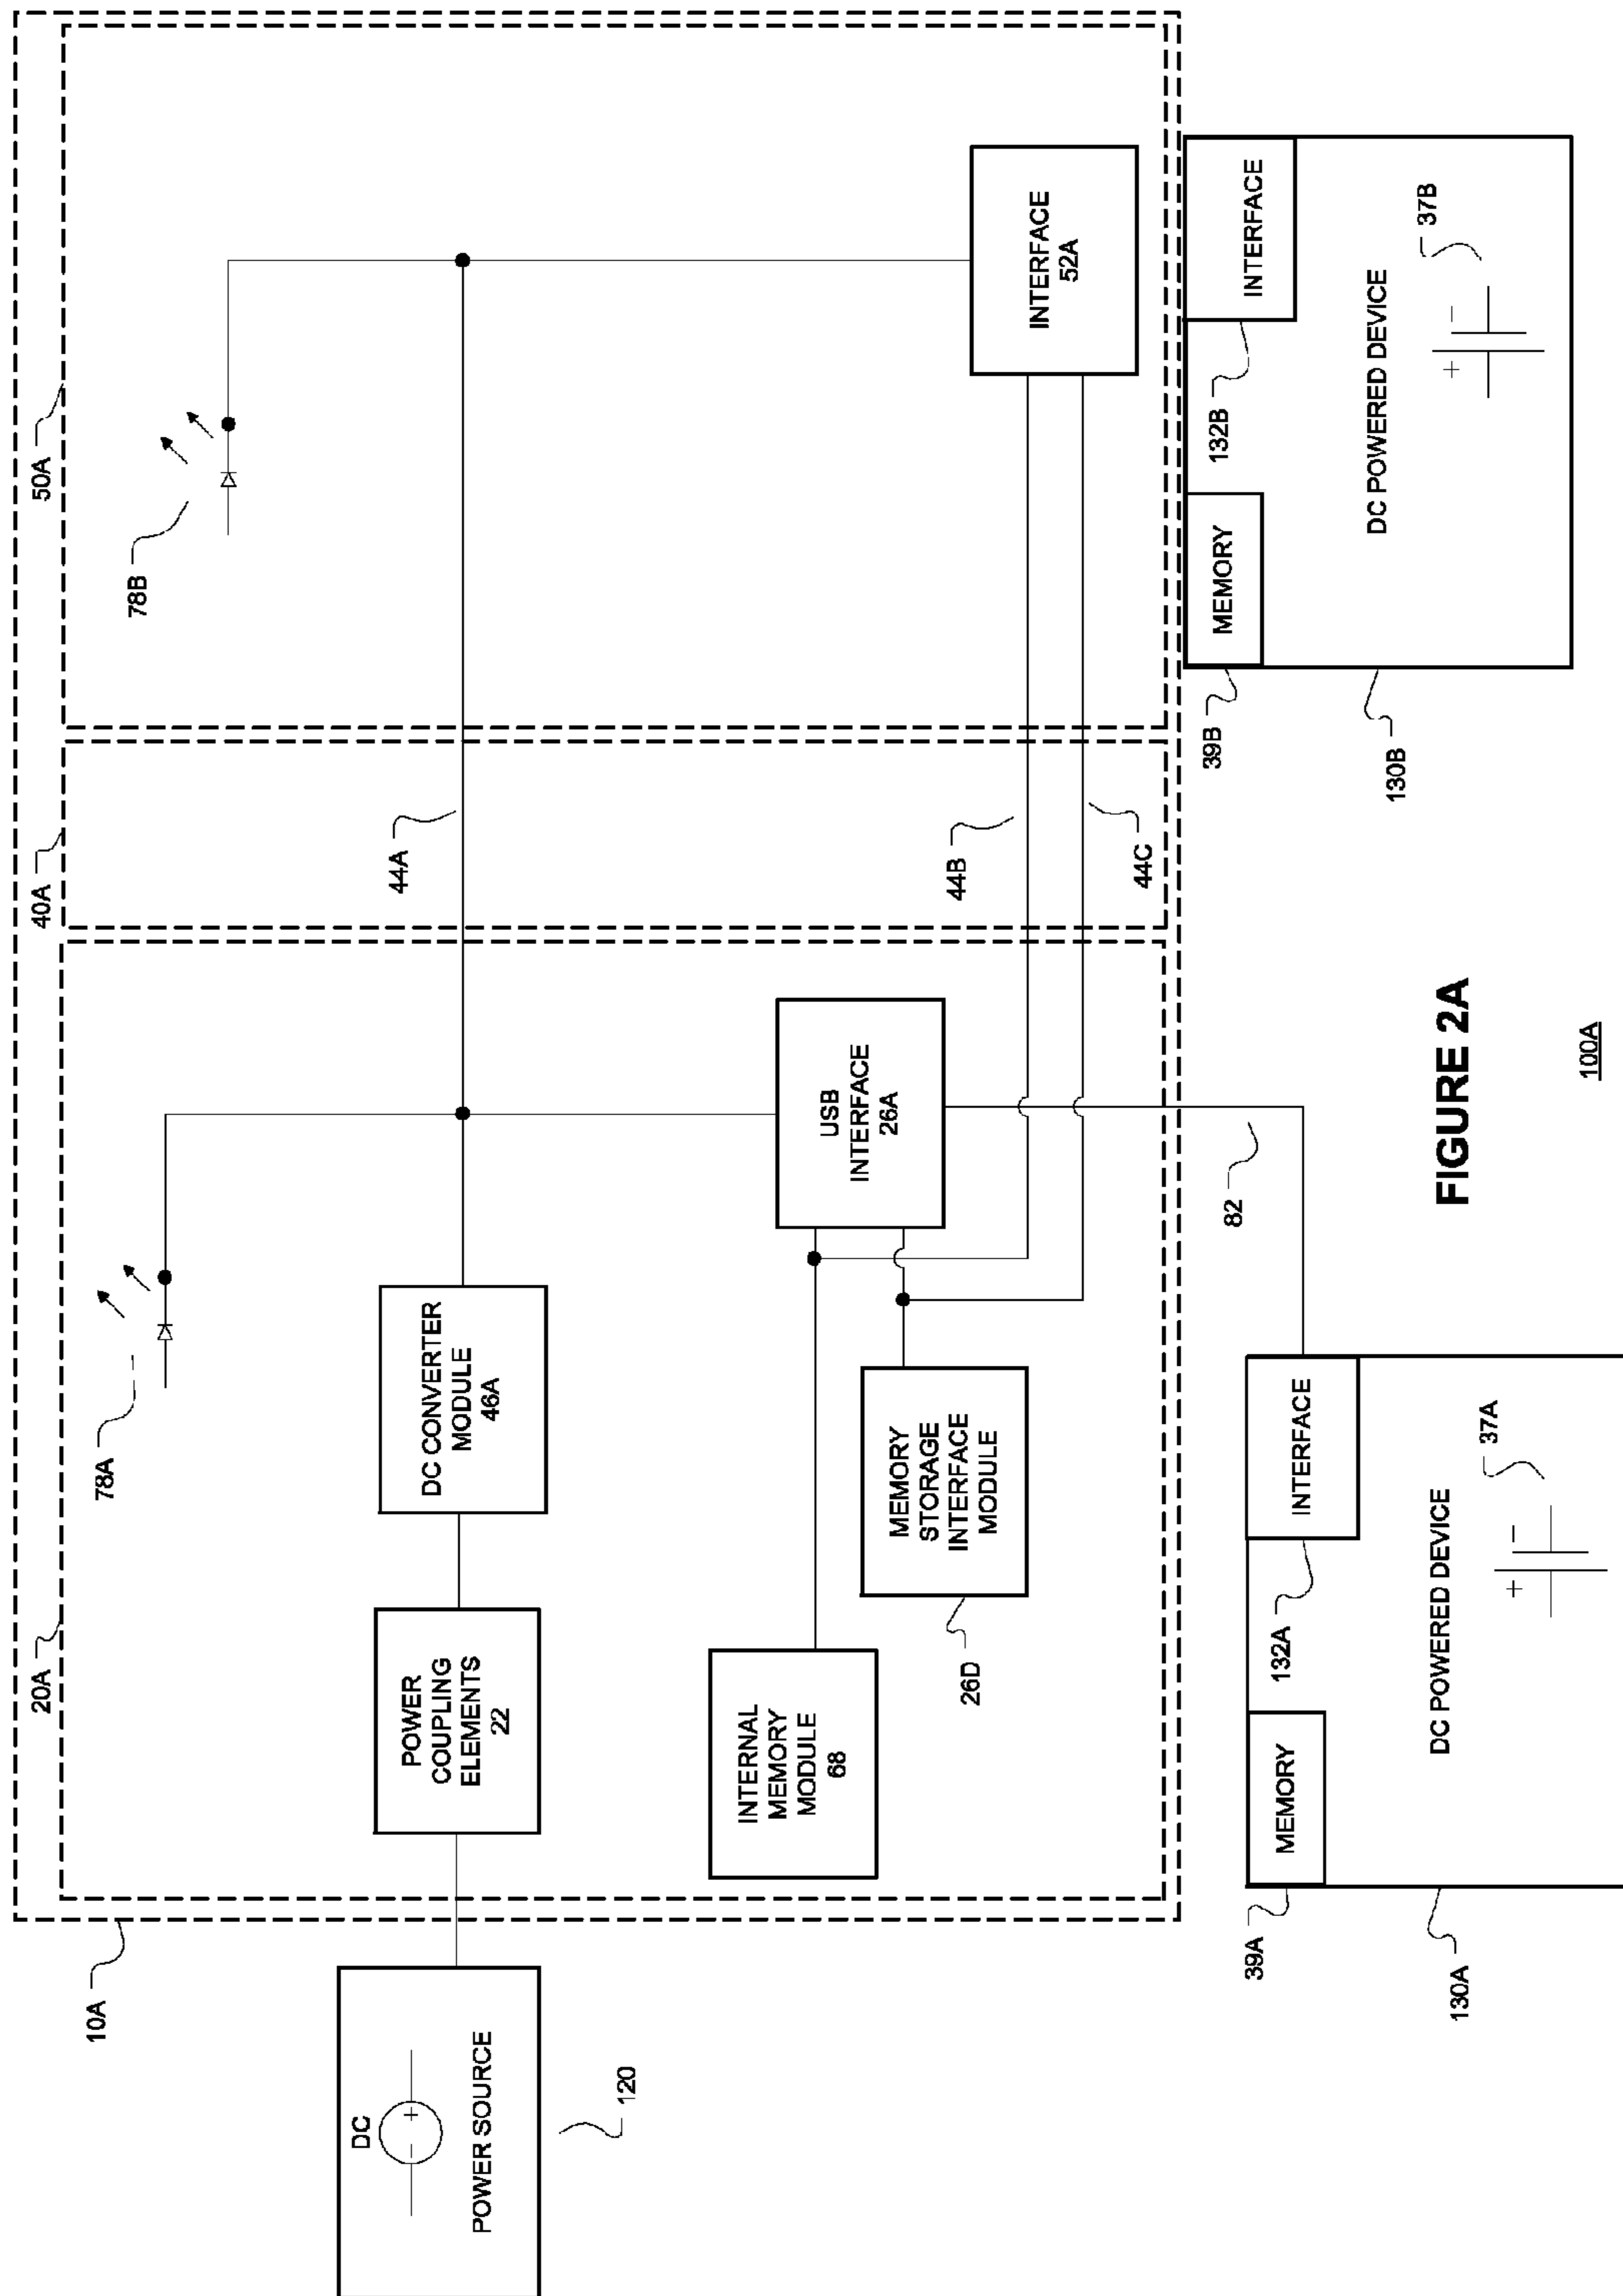 10A
20A
40A
50A
78A
78B
DC
+
−
POWER SOURCE
120
POWER
COUPLING
ELEMENTS
22
DC CONVERTER
MODULE
46A
44A
INTERNAL
MEMORY
MODULE
68
MEMORY
STORAGE
INTERFACE
MODULE
26D
USB
INTERFACE
26A
44B
44C
INTERFACE
52A
82
39A
MEMORY
132A
INTERFACE
DC POWERED DEVICE
37A
+
−
130A
39B
MEMORY
132B
INTERFACE
DC POWERED DEVICE
37B
+
−
130B
FIGURE 2A
100A